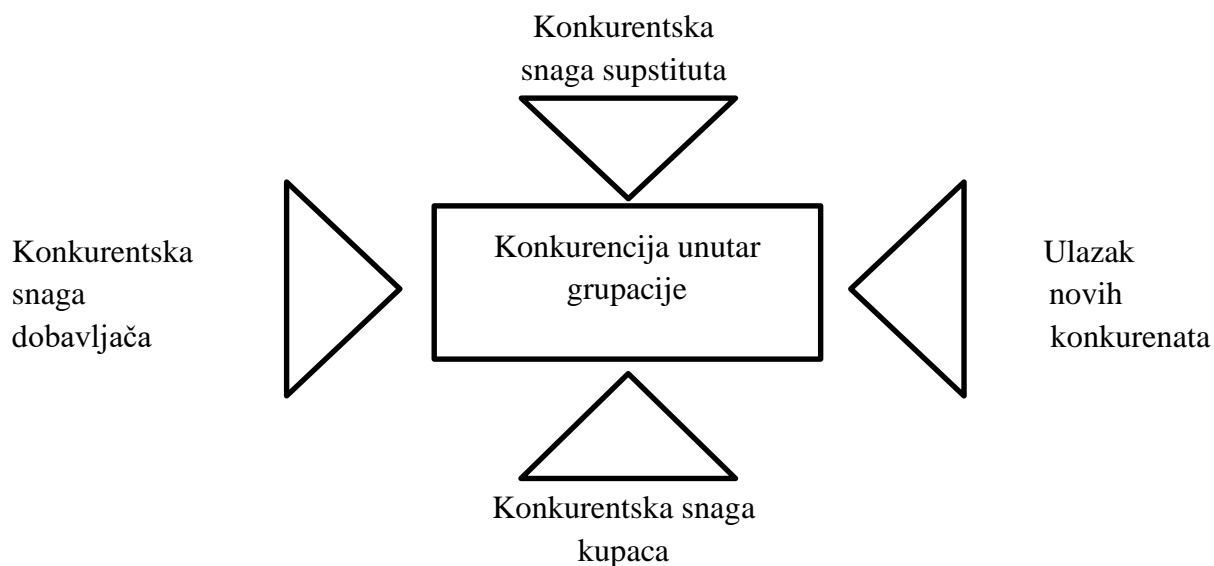 Konkurentska
snaga supstituta
Konkurentska
snaga
dobavljača
Konkurencija unutar
grupacije
Ulazak
novih
konkurenata
Konkurentska snaga
kupaca